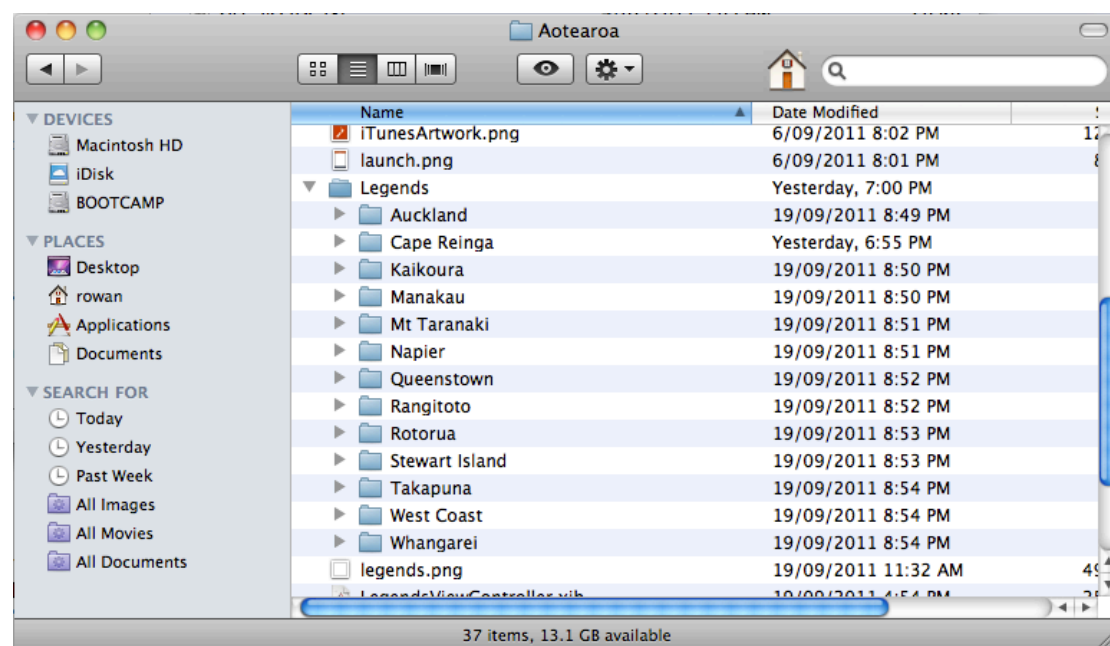 Aotearoa
DEVICES
Macintosh HD
iDisk
BOOTCAMP
PLACES
Desktop
rowan
Applications
Documents
SEARCH FOR
Today
Yesterday
Past Week
All Images
All Movies
All Documents
Name Date Modified
iTunesArtwork.png 6/09/2011 8:02 PM
launch.png 6/09/2011 8:01 PM
Legends Yesterday, 7:00 PM
Auckland 19/09/2011 8:49 PM
Cape Reinga Yesterday, 6:55 PM
Kaikoura 19/09/2011 8:50 PM
Manakau 19/09/2011 8:50 PM
Mt Taranaki 19/09/2011 8:51 PM
Napier 19/09/2011 8:51 PM
Queenstown 19/09/2011 8:52 PM
Rangitoto 19/09/2011 8:52 PM
Rotorua 19/09/2011 8:53 PM
Stewart Island 19/09/2011 8:53 PM
Takapuna 19/09/2011 8:54 PM
West Coast 19/09/2011 8:54 PM
Whangarei 19/09/2011 8:54 PM
legends.png 19/09/2011 11:32 AM
LegendsViewController.xib 19/09/2011 4:54 PM
37 items, 13.1 GB available